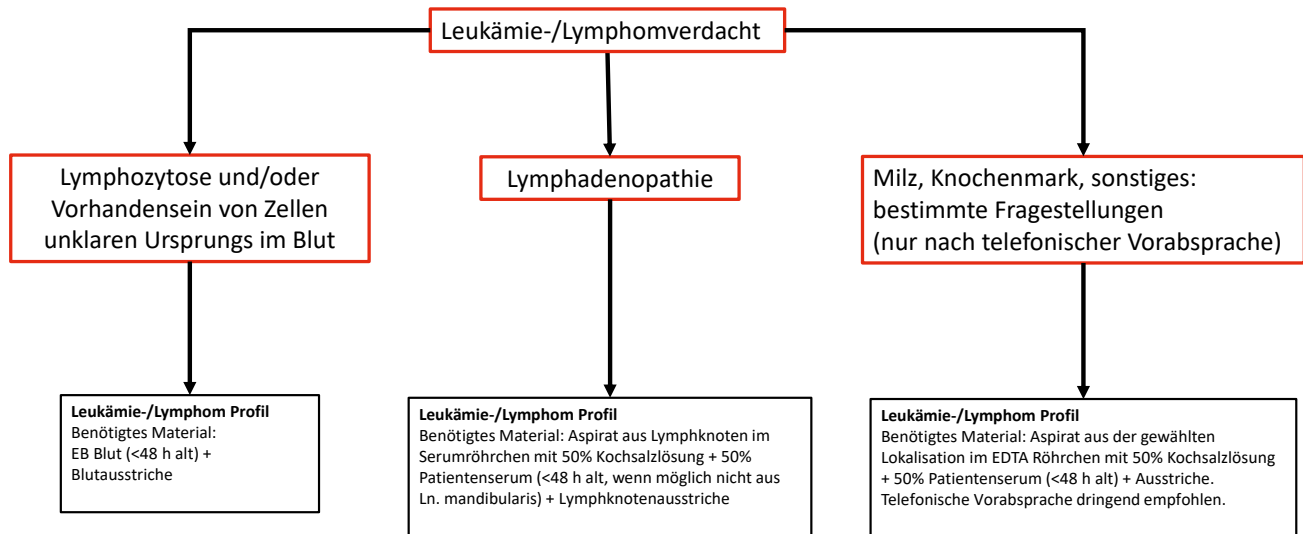 Leukämie-/Lymphomverdacht
Lymphozytose und/oder
Vorhandensein von Zellen
unklaren Ursprungs im Blut
Lymphadenopathie
Milz, Knochenmark, sonstiges:
bestimmte Fragestellungen
(nur nach telefonischer Vorabsprache)
Leukämie-/Lymphom Profil
Benötigtes Material:
EB Blut (<48 h alt) +
Blutausstriche
Leukämie-/Lymphom Profil
Benötigtes Material: Aspirat aus Lymphknoten im
Serumröhrchen mit 50% Kochsalzlösung + 50%
Patientenserum (<48 h alt, wenn möglich nicht aus
Ln. mandibularis) + Lymphknotenausstriche
Leukämie-/Lymphom Profil
Benötigtes Material: Aspirat aus der gewählten
Lokalisation im EDTA Röhrchen mit 50% Kochsalzlösung
+ 50% Patientenserum (<48 h alt) + Ausstriche.
Telefonische Vorabsprache dringend empfohlen.